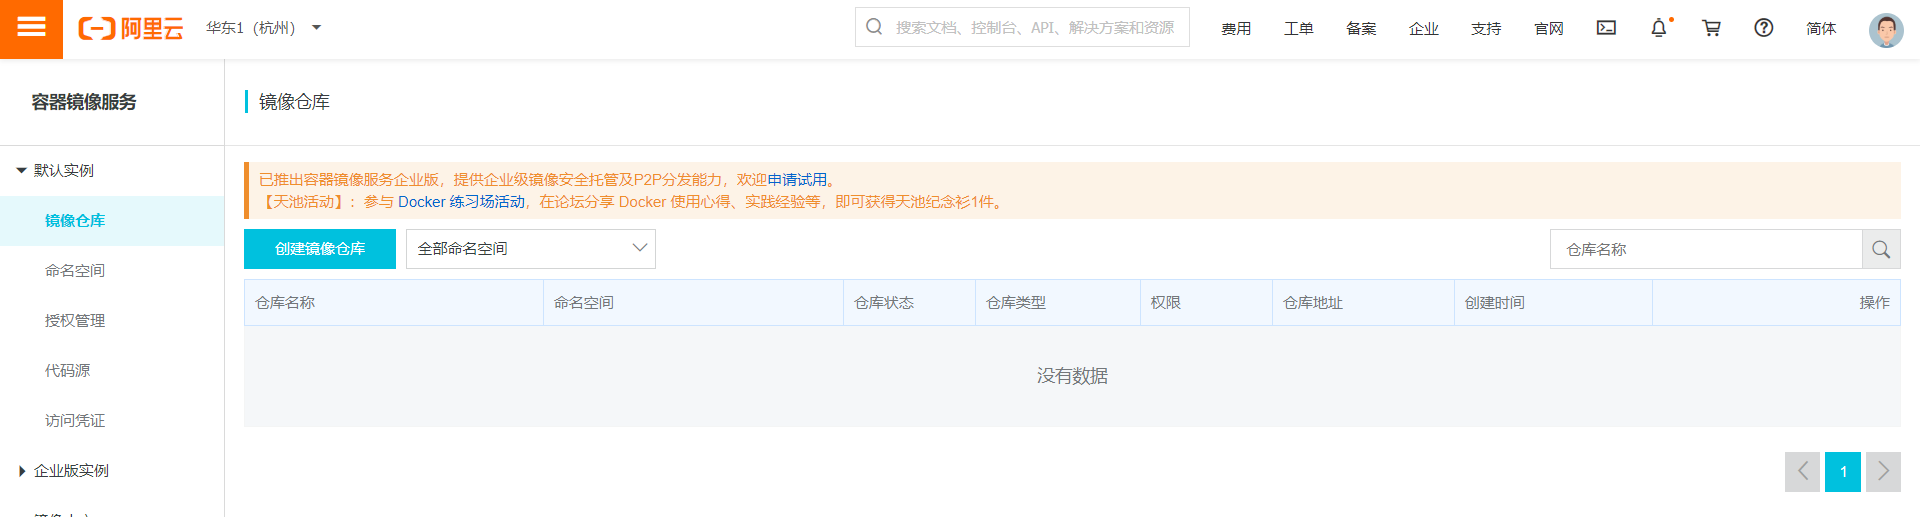 阿里云 华东1（杭州） 搜索文档、控制台、API、解决方案和资源 费用 工单 备案 企业 支持 官网 简体
容器镜像服务
镜像仓库
默认实例
镜像仓库
命名空间
授权管理
代码源
访问凭证
企业版实例
已推出容器镜像服务企业版，提供企业级镜像安全托管及P2P分发能力，欢迎申请试用。
【天池活动】：参与 Docker 练习场活动，在论坛分享 Docker 使用心得、实践经验等，即可获得天池纪念衫1件。
创建镜像仓库 全部命名空间 仓库名称
仓库名称 命名空间 仓库状态 仓库类型 权限 仓库地址 创建时间 操作
没有数据
1